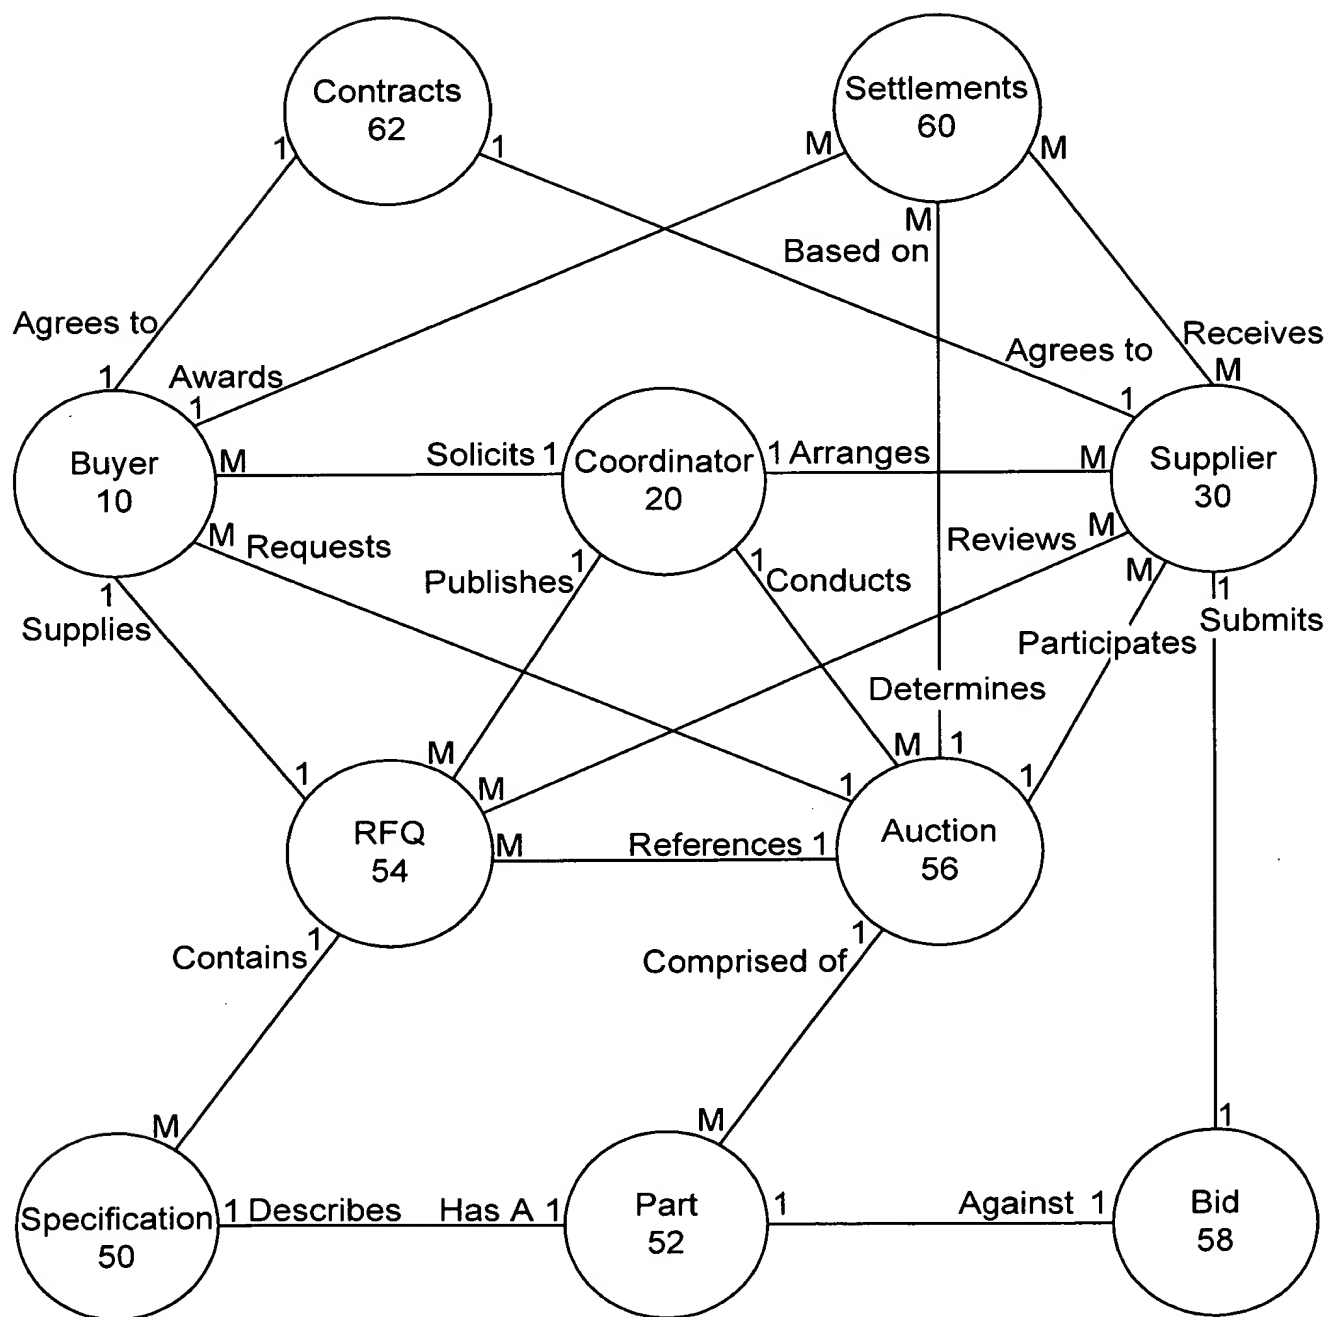 Contracts
62
Settlements
60
1
1
M
M
M
Based on
Agrees to
Agrees to
Receives
1
Awards
1
1
M
Buyer
10
M
Solicits 1
Coordinator
20
1 Arranges
M
Supplier
30
M
Requests
Publishes
1
1
Conducts
Reviews
M
M
1
Supplies
Participates
1
Submits
Determines
M
M
1
1
M
1
1
RFQ
54
M
References 1
Auction
56
Contains
1
Comprised of
1
M
M
1
Specification
50
1 Describes
Has A 1
Part
52
1
Against 1
Bid
58